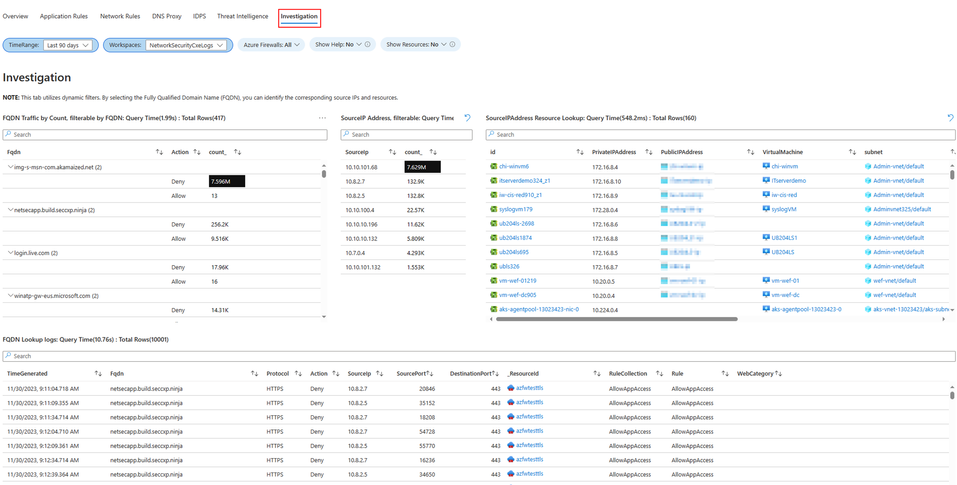 Overview Application Rules Network Rules DNS Proxy IDPS Threat Intelligence Investigation
TimeRange: Last 90 days Workspaces: NetworkSecurityCxeLogs Azure Firewalls: All Show Help: No Show Resources: No
Investigation
NOTE: This tab utilizes dynamic filters. By selecting the Fully Qualified Domain Name (FQDN), you can identify the corresponding source IPs and resources.
FQDN Traffic by Count, filterable by FQDN: Query Time(1.99s) : Total Rows(417)
Search
Fqdn Action count_
img-s-msn-com.akamaized.net (2)
Deny 7.596M
Allow 13
netsecapp.build.seccxp.ninja (2)
Deny 256.2K
Allow 9.516K
login.live.com (2)
Deny 17.96K
Allow 16
winatp-gw-eus.microsoft.com (2)
Deny 14.31K
SourceIP Address, filterable: Query Time
Search
SourceIp count_
10.10.101.68 7.629M
10.8.2.7 132.9K
10.8.2.5 132.8K
10.10.100.4 22.57K
10.10.10.196 11.62K
10.10.10.132 5.809K
10.7.0.4 4.293K
10.10.101.132 1.553K
SourceIPAddress Resource Lookup: Query Time(548.2ms) : Total Rows(160)
Search
id PrivateIPAddress PublicIPAddress VirtualMachine subnet
chi-winvm6 172.16.8.4 chi-winvm Admin-vnet/default
itserverdemo324_z1 172.16.8.10 ITserverdemo Admin-vnet/default
iw-cis-red910_z1 172.16.8.9 iw-cis-red Admin-vnet/default
syslogvm179 172.28.0.4 syslogVM Adminvnet325/default
ub204ls-2698 172.16.8.6 Admin-vnet/default
ub204ls1874 172.16.8.8 UB204LS1 Admin-vnet/default
ub204ls695 172.16.8.5 UB204LS Admin-vnet/default
ubls326 172.16.8.7 Admin-vnet/default
vm-wef-01219 10.20.0.5 vm-wef-01 wef-vnet/default
vm-wef-dc905 10.20.0.4 vm-wef-dc wef-vnet/default
aks-agentpool-13023423-nic-0 10.224.0.4 aks-agentpool-13023423-0 aks-vnet-13023423/aks-subn
FQDN Lookup logs: Query Time(10.76s) : Total Rows(10001)
Search
TimeGenerated Fqdn Protocol Action SourceIp SourcePort DestinationPort _ResourceId RuleCollection Rule WebCategory
11/30/2023, 9:11:04.718 AM netsecapp.build.seccxp.ninja HTTPS Deny 10.8.2.7 20846 443 azfwtesttls AllowAppAccess AllowAppAccess
11/30/2023, 9:11:09.355 AM netsecapp.build.seccxp.ninja HTTPS Deny 10.8.2.5 35152 443 azfwtesttls AllowAppAccess AllowAppAccess
11/30/2023, 9:11:34.714 AM netsecapp.build.seccxp.ninja HTTPS Deny 10.8.2.7 18208 443 azfwtesttls AllowAppAccess AllowAppAccess
11/30/2023, 9:12:04.710 AM netsecapp.build.seccxp.ninja HTTPS Deny 10.8.2.7 54728 443 azfwtesttls AllowAppAccess AllowAppAccess
11/30/2023, 9:12:09.361 AM netsecapp.build.seccxp.ninja HTTPS Deny 10.8.2.5 55770 443 azfwtesttls AllowAppAccess AllowAppAccess
11/30/2023, 9:12:34.714 AM netsecapp.build.seccxp.ninja HTTPS Deny 10.8.2.7 16236 443 azfwtesttls AllowAppAccess AllowAppAccess
11/30/2023, 9:12:39.364 AM netsecapp.build.seccxp.ninja HTTPS Deny 10.8.2.5 34650 443 azfwtesttls AllowAppAccess AllowAppAccess